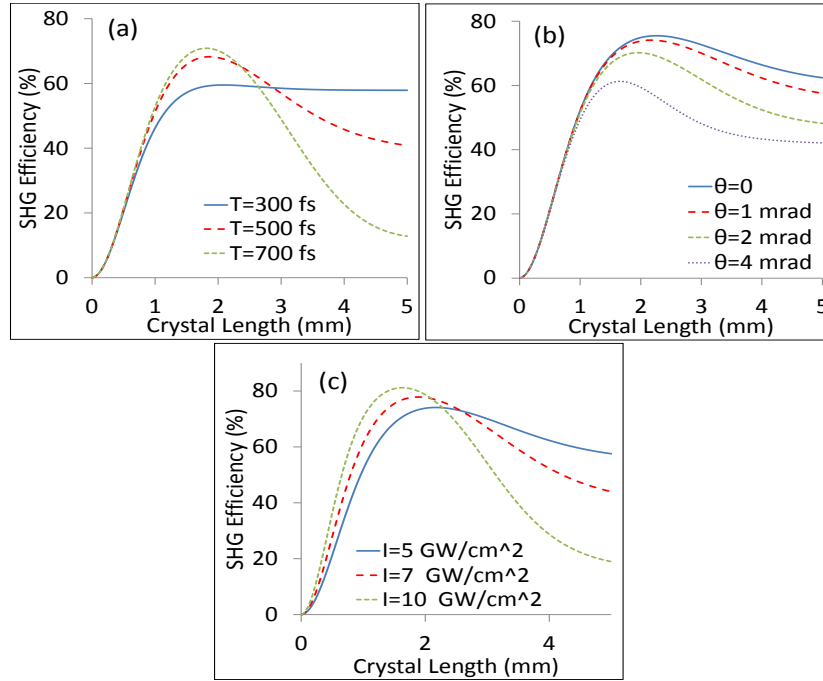 (a)
80
60
40
20
0
SHG Efficiency (%)
T=300 fs
T=500 fs
T=700 fs
0 1 2 3 4 5
Crystal Length (mm)
(b)
80
60
40
20
0
SHG Efficiency (%)
θ=0
θ=1 mrad
θ=2 mrad
θ=4 mrad
0 1 2 3 4 5
Crystal Length (mm)
(c)
80
60
40
20
0
SHG Efficiency (%)
I=5 GW/cm^2
I=7 GW/cm^2
I=10 GW/cm^2
0 2 4
Crystal Length (mm)